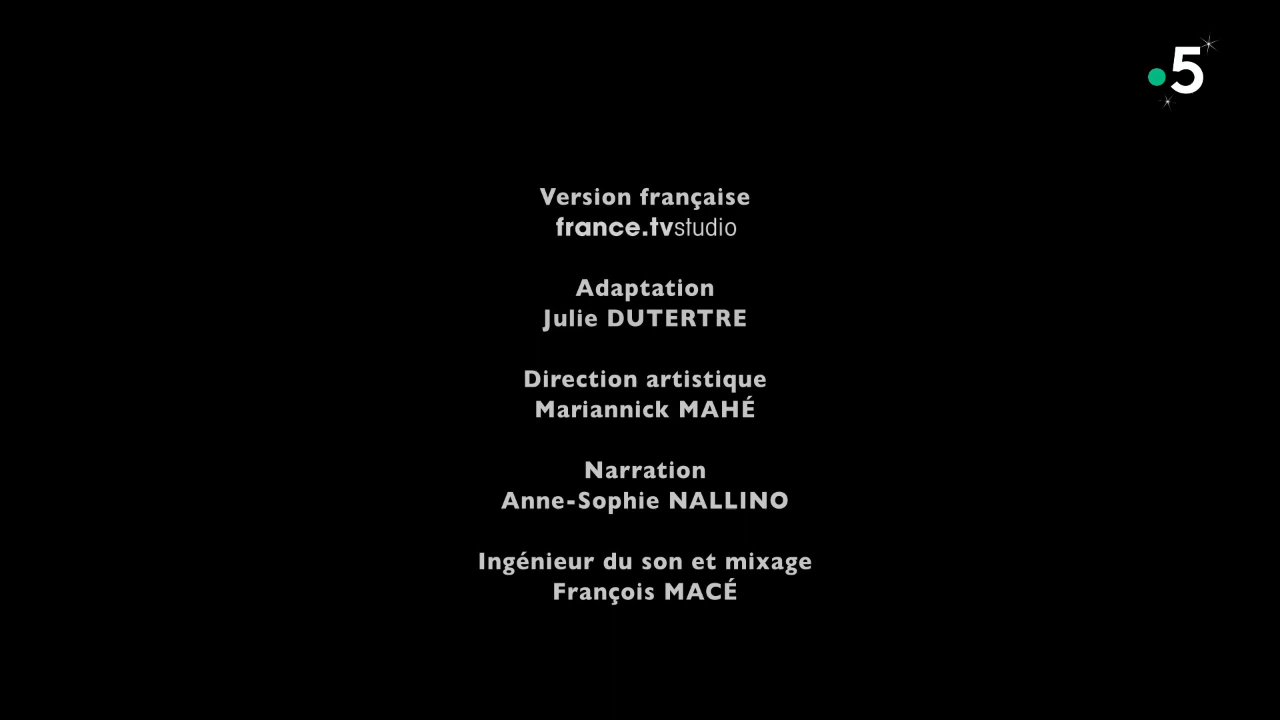 5
Version française
france.tvstudio
Adaptation
Julie DUTERTRE
Direction artistique
Mariannick MAHÉ
Narration
Anne-Sophie NALLINO
Ingénieur du son et mixage
François MACÉ